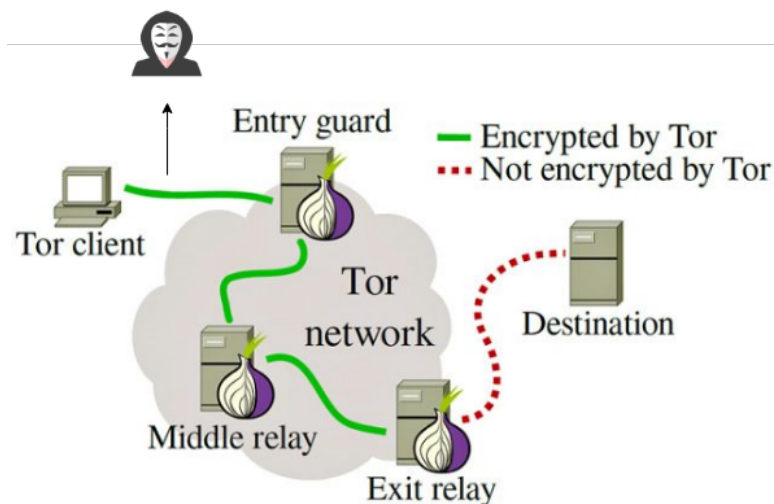 Entry guard
Encrypted by Tor
Not encrypted by Tor
Tor client
Tor
network
Destination
Middle relay
Exit relay